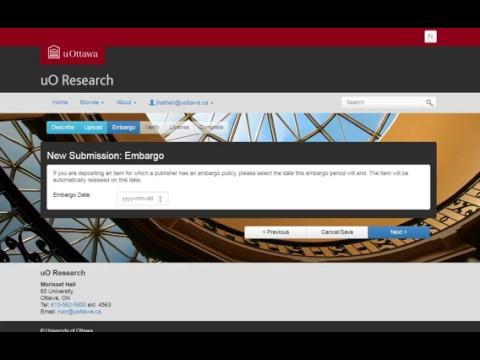 Fr
uOttawa
uO Research
Home Browse About jhathen@uottawa.ca Search
Describe Upload Embargo Verify License Complete
New Submission: Embargo
If you are depositing an item for which a publisher has an embargo policy, please select the date this embargo period will end. The item will be
automatically released on this date.
Embargo Date: yyyy-mm-dd
< Previous Cancel/Save Next >
uO Research
Morisset Hall
65 University
Ottawa, ON
Tel: 613-562-5800 ext. 4563
Email: ruor@uottawa.ca
© University of Ottawa